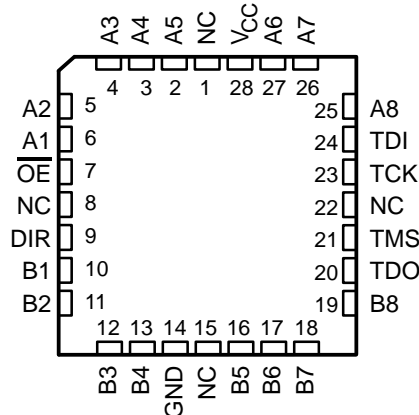 A3 A4 A5 NC VCC A6 A7
4 3 2 1 28 27 26
A2 5 25 A8
A1 6 24 TDI
OE 7 23 TCK
NC 8 22 NC
DIR 9 21 TMS
B1 10 20 TDO
B2 11 19 B8
12 13 14 15 16 17 18
B3 B4 GND NC B5 B6 B7